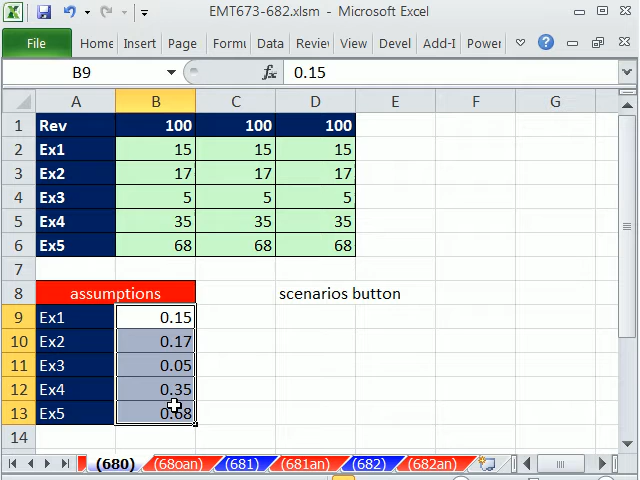 EMT673-682.xlsm - Microsoft Excel
File Home Insert Page Formu Data Reviev View Devel Add-I Power
B9 fx 0.15
A B C D E F G
1 Rev 100 100 100
2 Ex1 15 15 15
3 Ex2 17 17 17
4 Ex3 5 5 5
5 Ex4 35 35 35
6 Ex5 68 68 68
7
8 assumptions scenarios button
9 Ex1 0.15
10 Ex2 0.17
11 Ex3 0.05
12 Ex4 0.35
13 Ex5 0.68
14
(680) (680an) (681) (681an) (682) (682an)